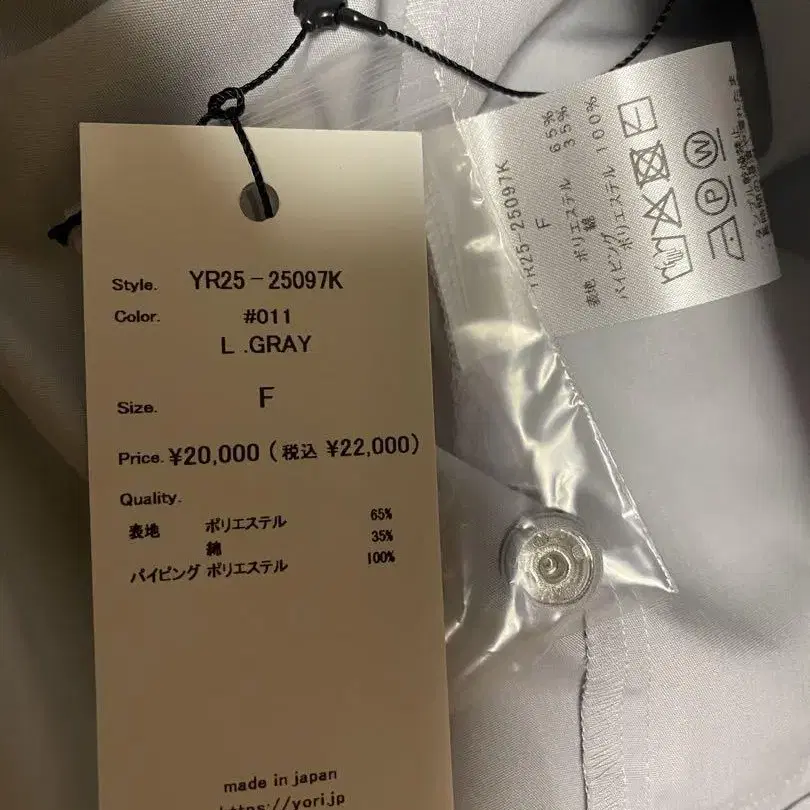 Style. YR25-25097K
Color. #011
L .GRAY
Size. F
Price. ¥20,000 (税込 ¥22,000)
Quality.
表地 ポリエステル 65%
綿 35%
パイピング ポリエステル 100%
made in japan
https://yori.jp
YR25-25097K
F
表地 ポリエステル 65%
綿 35%
パイピング
ポリエステル 100%
P W